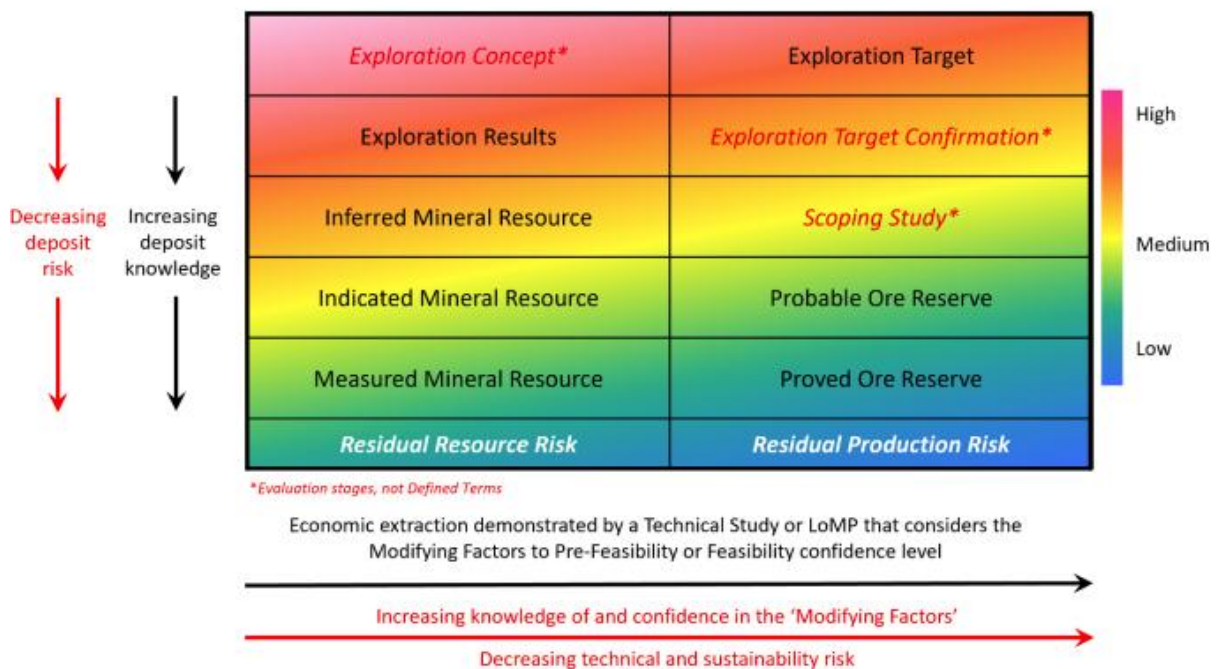 Exploration Concept*
Exploration Target
Exploration Results
Exploration Target Confirmation*
Inferred Mineral Resource
Scoping Study*
Indicated Mineral Resource
Probable Ore Reserve
Measured Mineral Resource
Proved Ore Reserve
Residual Resource Risk
Residual Production Risk
Decreasing
deposit
risk
Increasing
deposit
knowledge
High
Medium
Low
*Evaluation stages, not Defined Terms
Economic extraction demonstrated by a Technical Study or LoMP that considers the
Modifying Factors to Pre-Feasibility or Feasibility confidence level
Increasing knowledge of and confidence in the ‘Modifying Factors’
Decreasing technical and sustainability risk